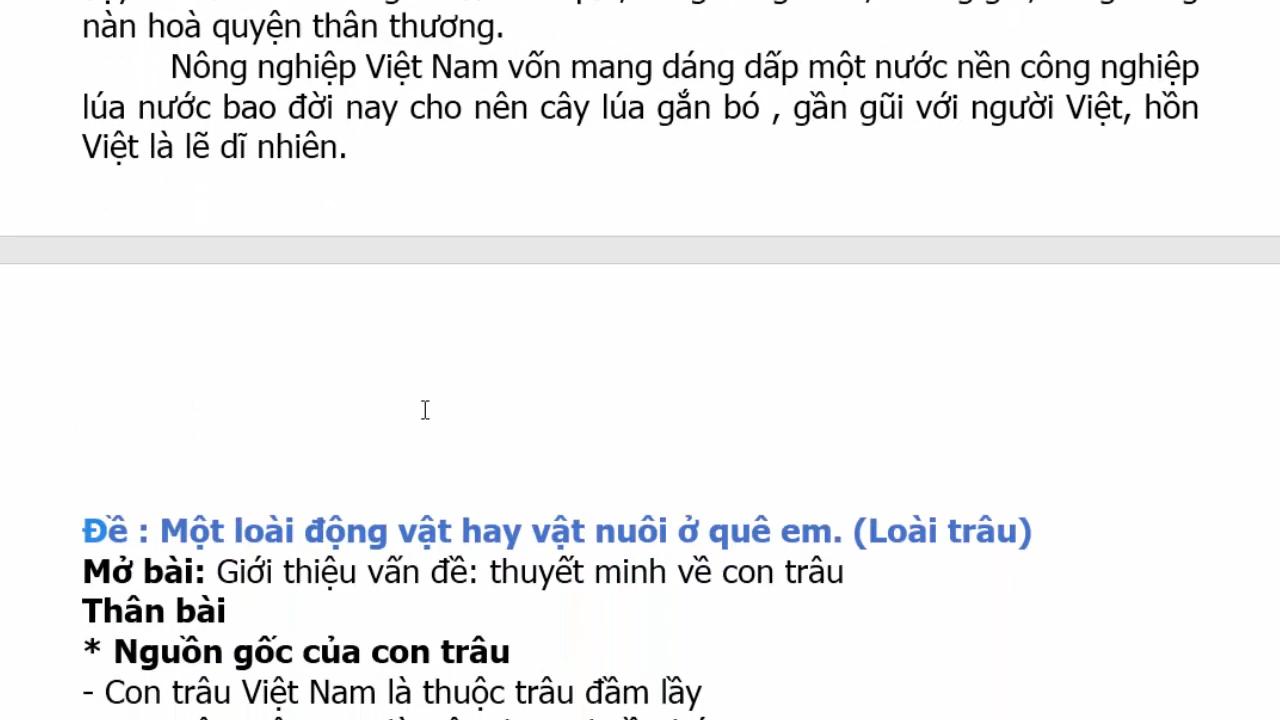 nàn hoà quyện thân thương.
Nông nghiệp Việt Nam vốn mang dáng dấp một nước nền công nghiệp
lúa nước bao đời nay cho nên cây lúa gắn bó , gần gũi với người Việt, hồn
Việt là lẽ dĩ nhiên.
Đề : Một loài động vật hay vật nuôi ở quê em. (Loài trâu)
Mở bài: Giới thiệu vấn đề: thuyết minh về con trâu
Thân bài
* Nguồn gốc của con trâu
- Con trâu Việt Nam là thuộc trâu đầm lầy